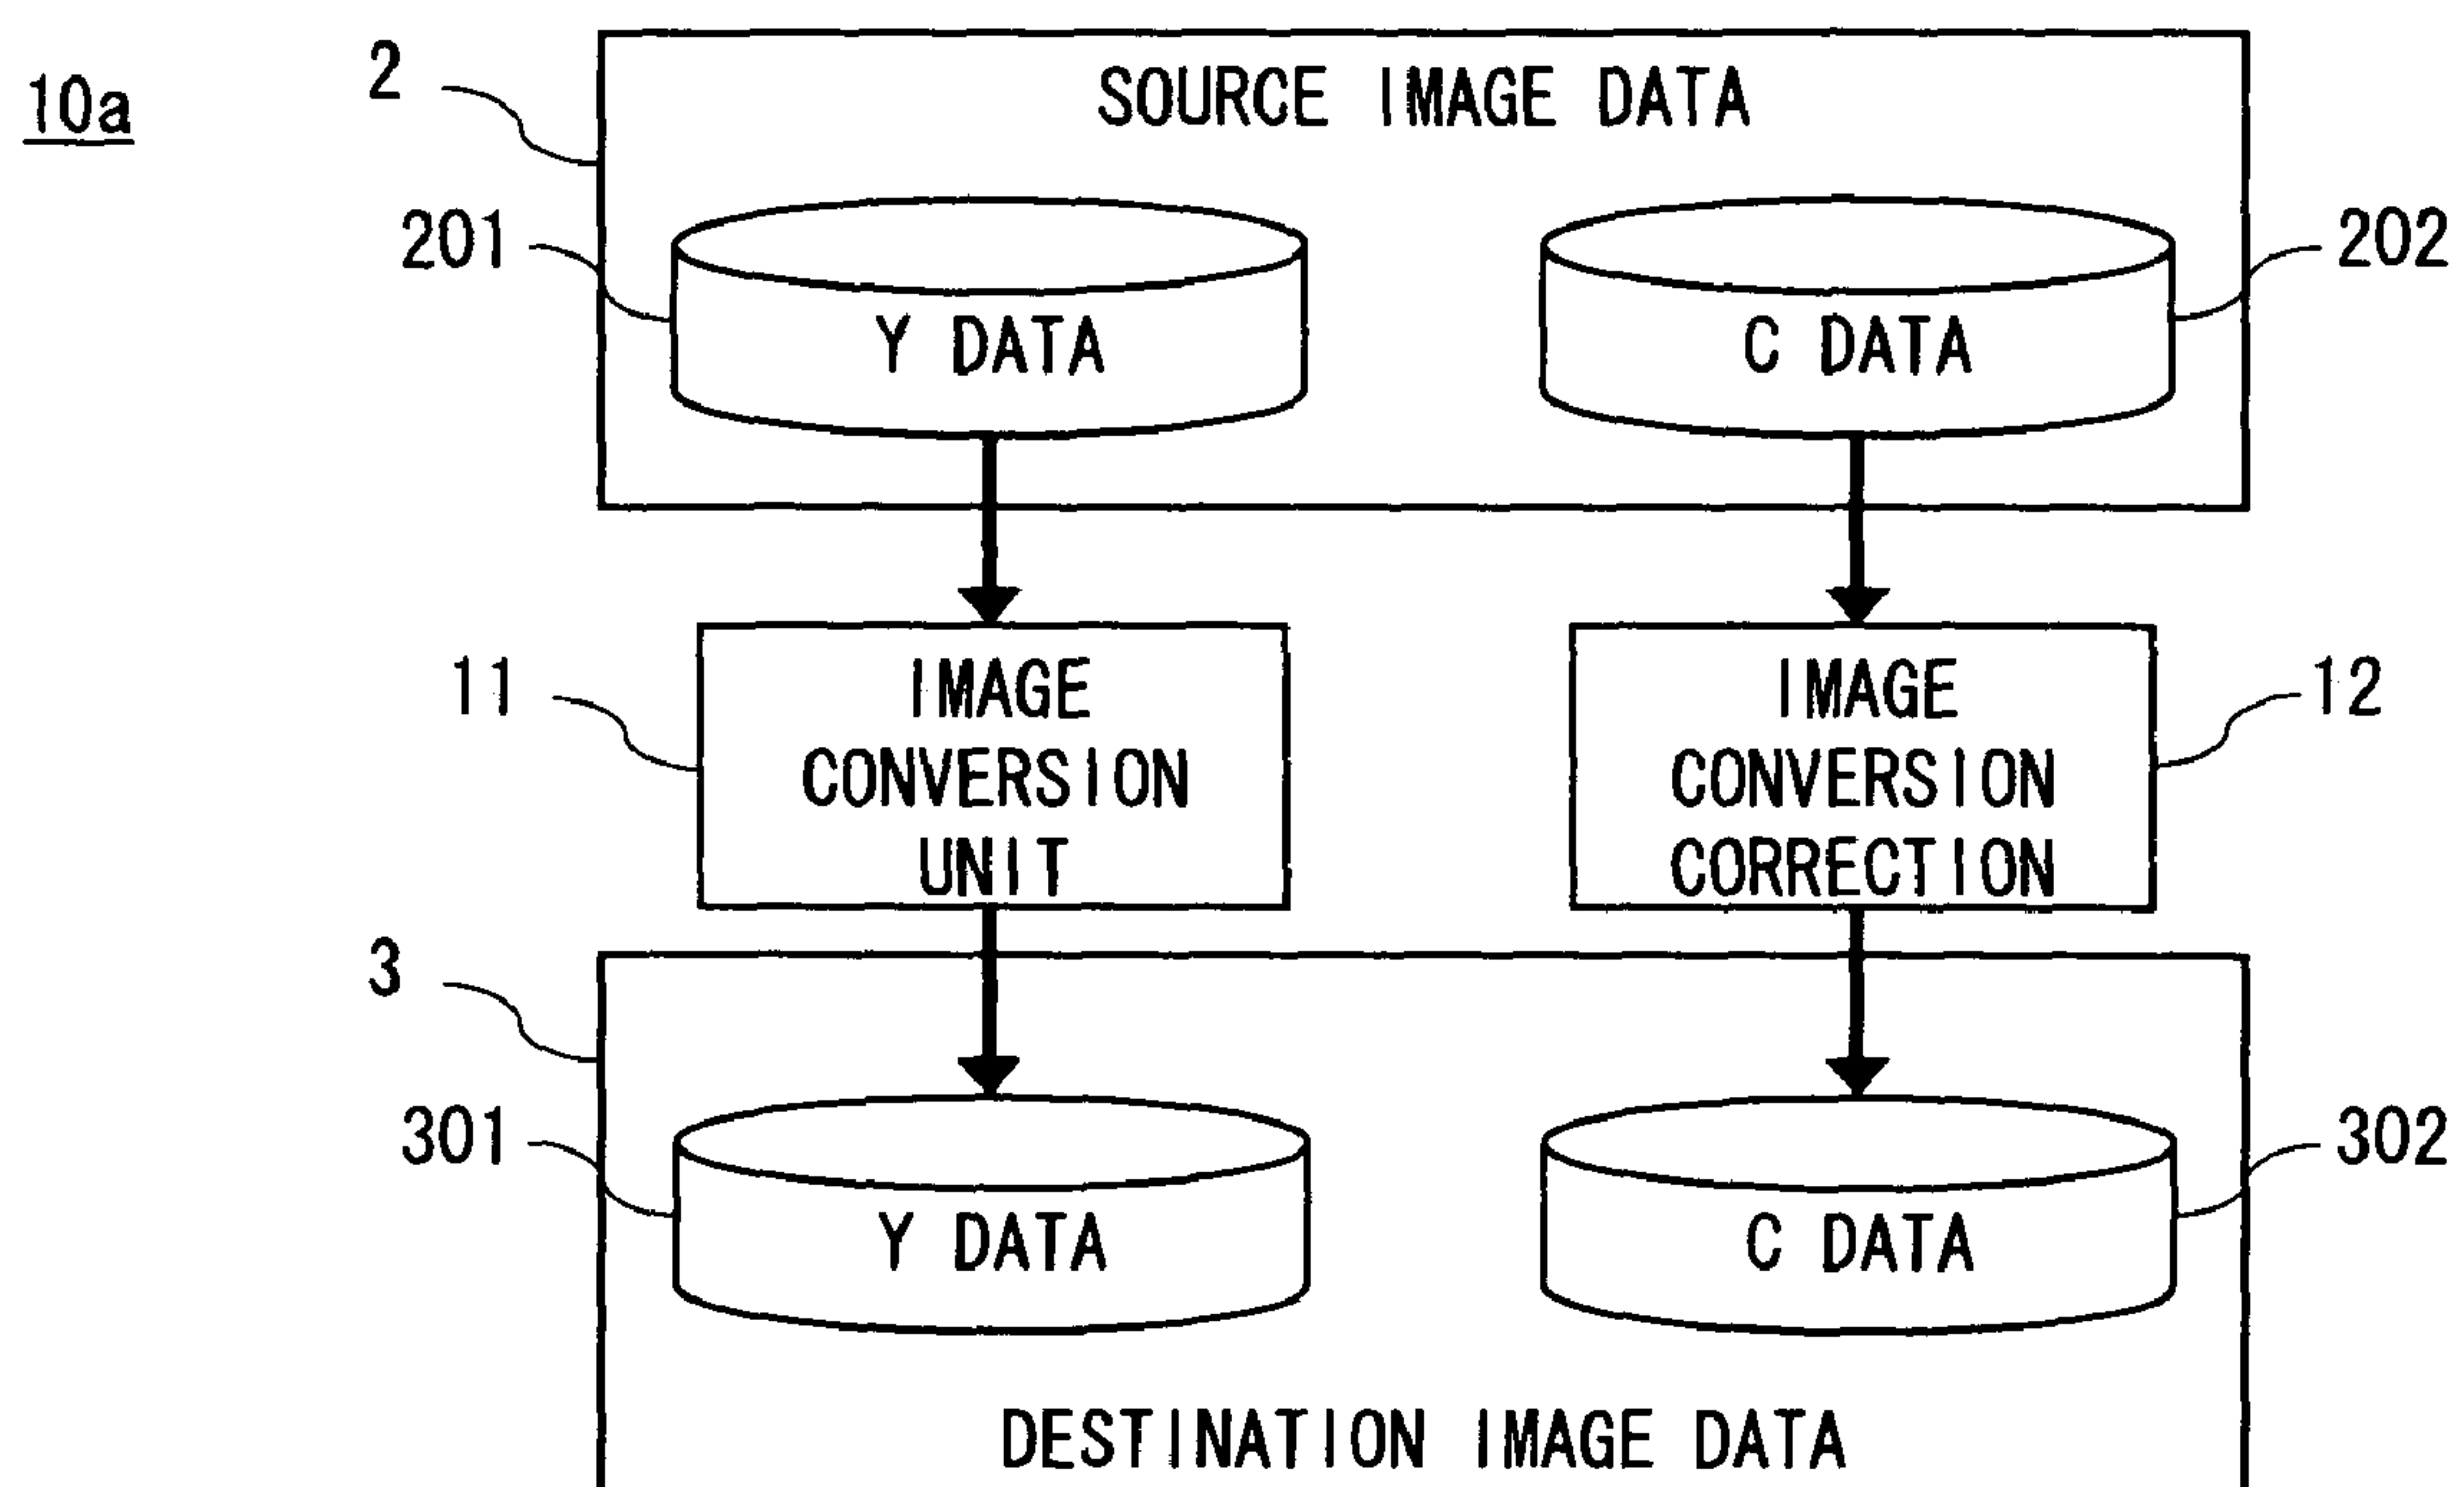 10a
2
SOURCE IMAGE DATA
201
202
Y DATA
C DATA
11
IMAGE
CONVERSION
UNIT
IMAGE
CONVERSION
CORRECTION
12
3
301
302
Y DATA
C DATA
DESTINATION IMAGE DATA